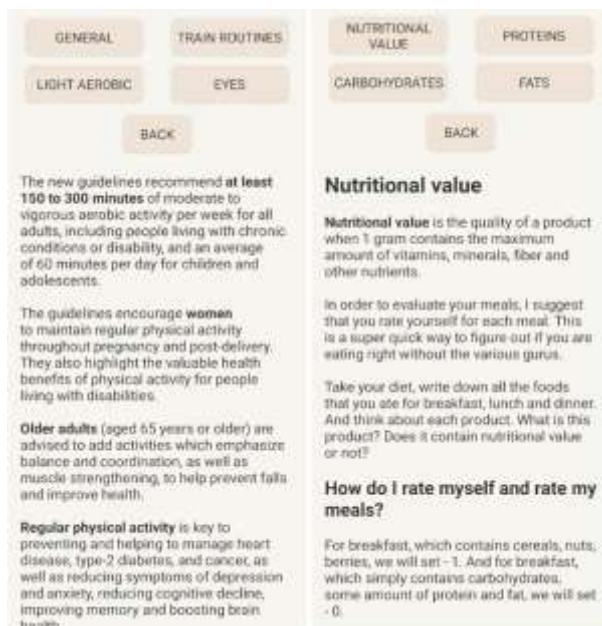 GENERAL
TRAIN ROUTINES
LIGHT AEROBIC
EYES
BACK
The new guidelines recommend at least
150 to 300 minutes of moderate to
vigorous aerobic activity per week for all
adults, including people living with chronic
conditions or disability, and an average
of 60 minutes per day for children and
adolescents.
The guidelines encourage women
to maintain regular physical activity
throughout pregnancy and post-delivery.
They also highlight the valuable health
benefits of physical activity for people
living with disabilities.
Older adults (aged 65 years or older) are
advised to add activities which emphasize
balance and coordination, as well as
muscle strengthening, to help prevent falls
and improve health.
Regular physical activity is key to
preventing and helping to manage heart
disease, type-2 diabetes, and cancer, as
well as reducing symptoms of depression
and anxiety, reducing cognitive decline,
improving memory and boosting brain
health
NUTRITIONAL
VALUE
PROTEINS
CARBOHYDRATES
FATS
BACK
Nutritional value
Nutritional value is the quality of a product
when 1 gram contains the maximum
amount of vitamins, minerals, fiber and
other nutrients.
In order to evaluate your meals, I suggest
that you rate yourself for each meal. This
is a super quick way to figure out if you are
eating right without the various gurus.
Take your diet, write down all the foods
that you ate for breakfast, lunch and dinner.
And think about each product. What is this
product? Does it contain nutritional value
or not?
How do I rate myself and rate my
meals?
For breakfast, which contains cereals, nuts,
berries, we will set - 1. And for breakfast,
which simply contains carbohydrates,
some amount of protein and fat, we will set
- 0.